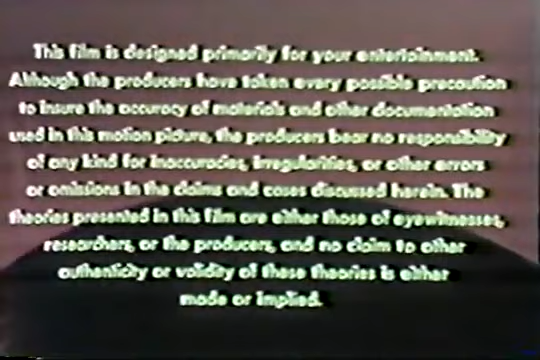 This film is designed primarily for your entertainment.
Although the producers have taken every possible precaution
to insure the accuracy of materials and other documentation
used in this motion picture, the producers bear no responsibility
of any kind for inaccuracies, irregularities, or other errors
or omissions in the claims and cases discussed herein. The
theories presented in this film are either those of eyewitnesses,
researchers, or the producers, and no claim to other
authenticity or validity of these theories is either
made or implied.